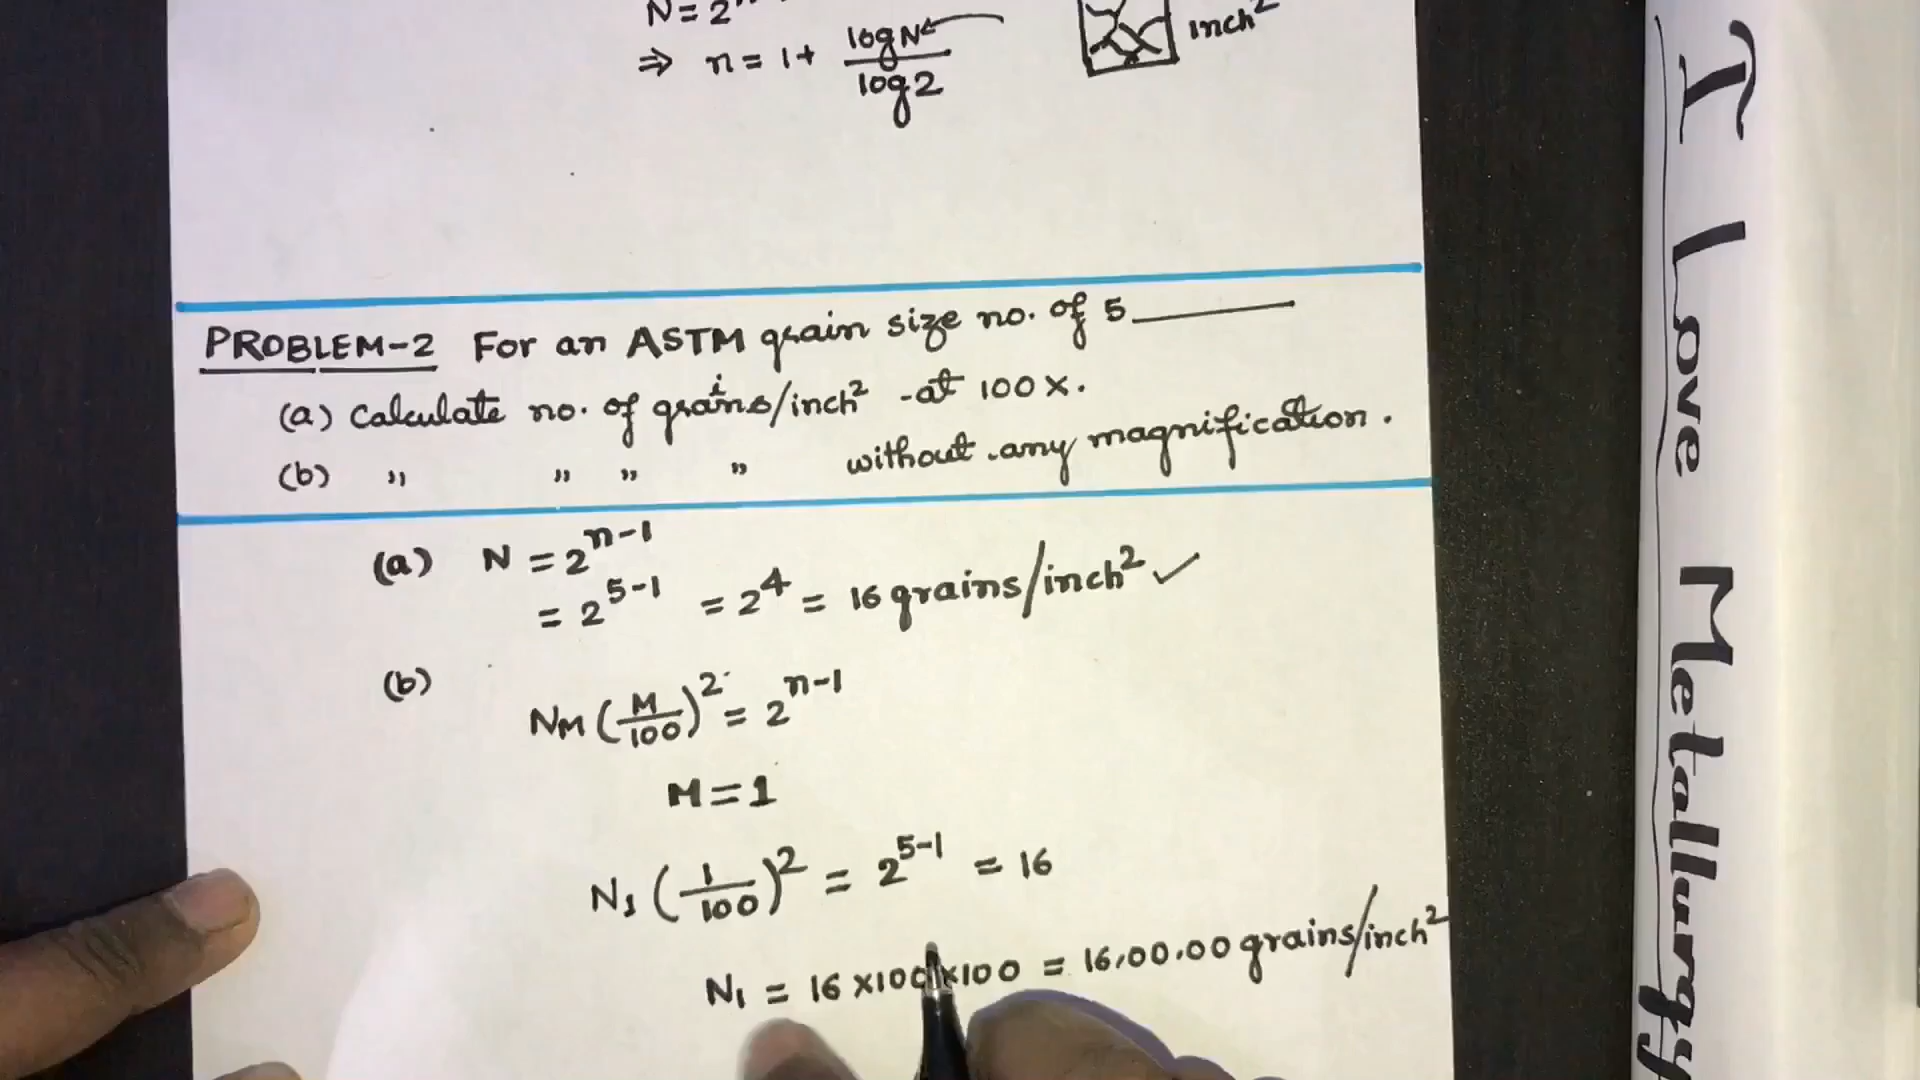 N = 2
⇒ n = 1 + log N / log 2
inch²
PROBLEM-2 For an ASTM grain size no. of 5
(a) Calculate no. of grains/inch² at 100 x.
(b) " " " " without any magnification.
(a) N = 2^(n-1)
= 2^(5-1) = 2^4 = 16 grains/inch² ✓
(b)
N_M (M/100)² = 2^(n-1)
M = 1
N₁ (1/100)² = 2^(5-1) = 16
N₁ = 16 × 100 × 100 = 16,00,00 grains/inch²
I Love Metallurgy